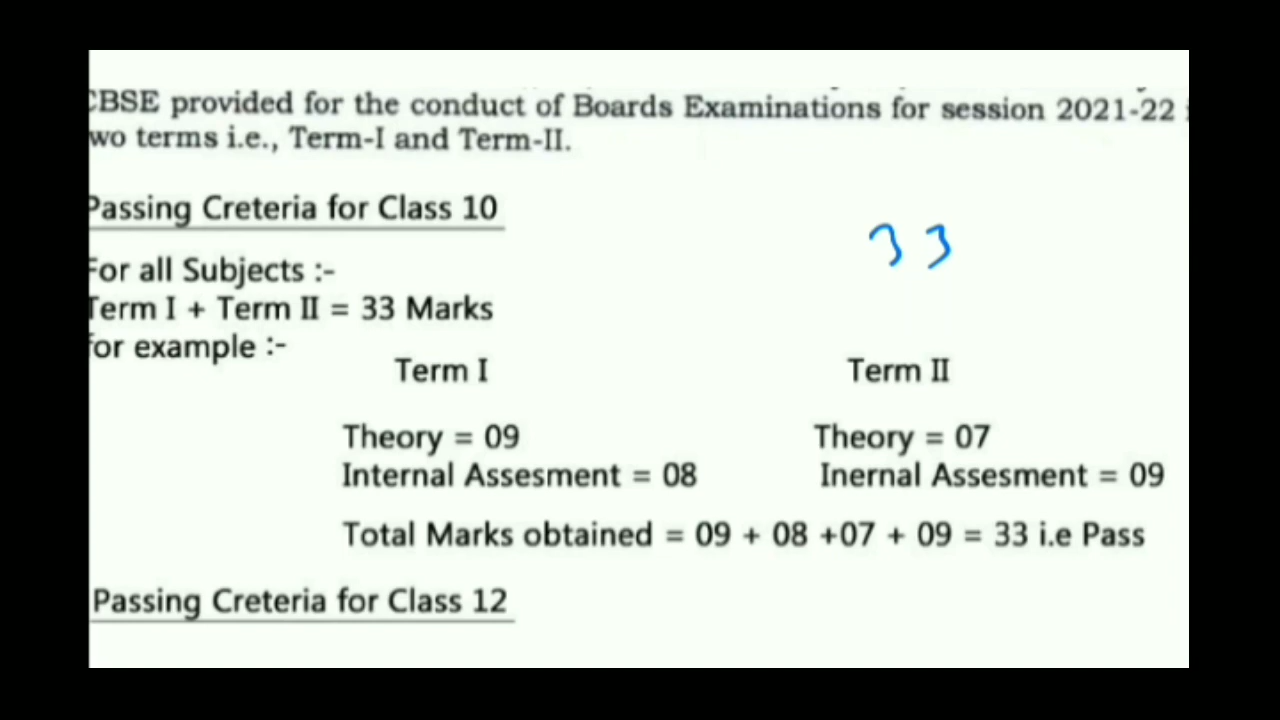 CBSE provided for the conduct of Boards Examinations for session 2021-22
two terms i.e., Term-I and Term-II.
Passing Creteria for Class 10
33
For all Subjects :-
Term I + Term II = 33 Marks
for example :-
Term I Term II
Theory = 09 Theory = 07
Internal Assesment = 08 Inernal Assesment = 09
Total Marks obtained = 09 + 08 +07 + 09 = 33 i.e Pass
Passing Creteria for Class 12